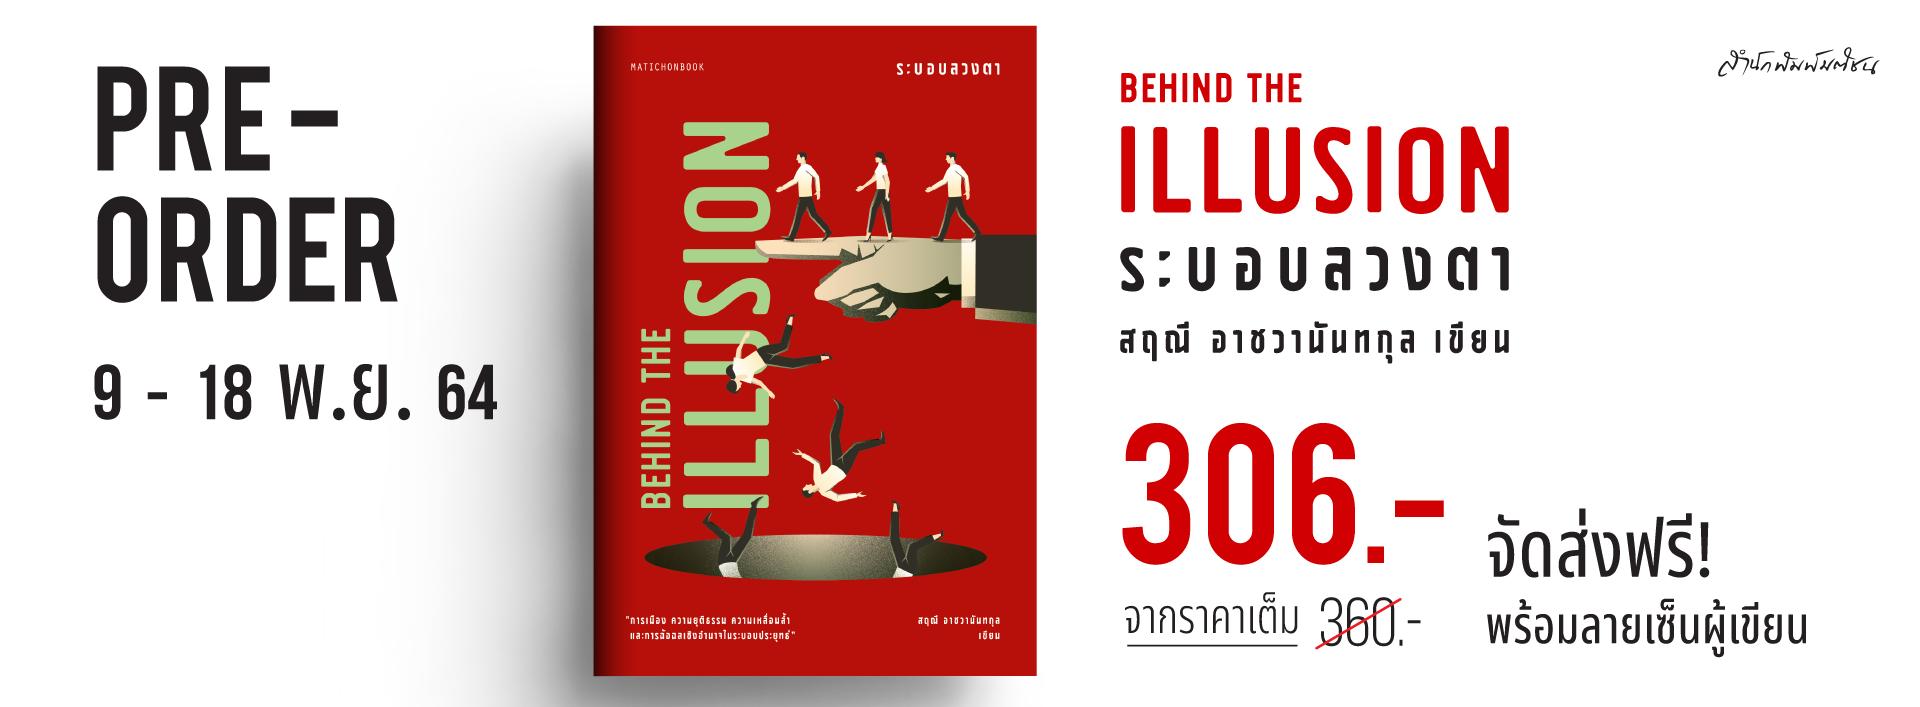 PRE-
ORDER
9 - 18 พ.ย. 64
MATICHONBOOK
ระบอบลวงตา
BEHIND THE
ILLUSION
"การเมือง ความยุติธรรม ความเหลื่อมล้ำ
และการฉ้อฉลเชิงอำนาจในระบอบประยุทธ์"
สฤณี อาชวานันทกุล
เขียน
BEHIND THE
ILLUSION
ระบอบลวงตา
สฤณี อาชวานันทกุล เขียน
306.-
จากราคาเต็ม 360.-
จัดส่งฟรี!
พร้อมลายเซ็นผู้เขียน
สำนักพิมพ์มติชน